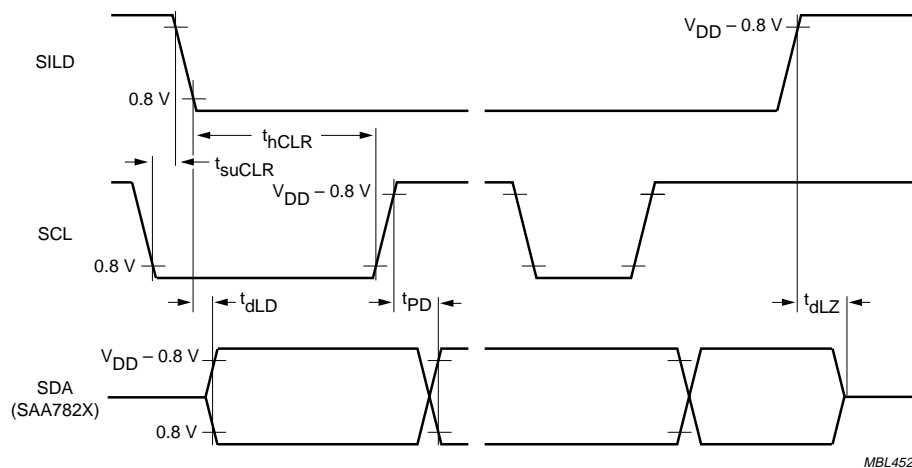 V_DD – 0.8 V
SILD
0.8 V
t_hCLR
t_suCLR
V_DD – 0.8 V
SCL
0.8 V
t_dLD
t_PD
t_dLZ
V_DD – 0.8 V
SDA
(SAA782X)
0.8 V
MBL452